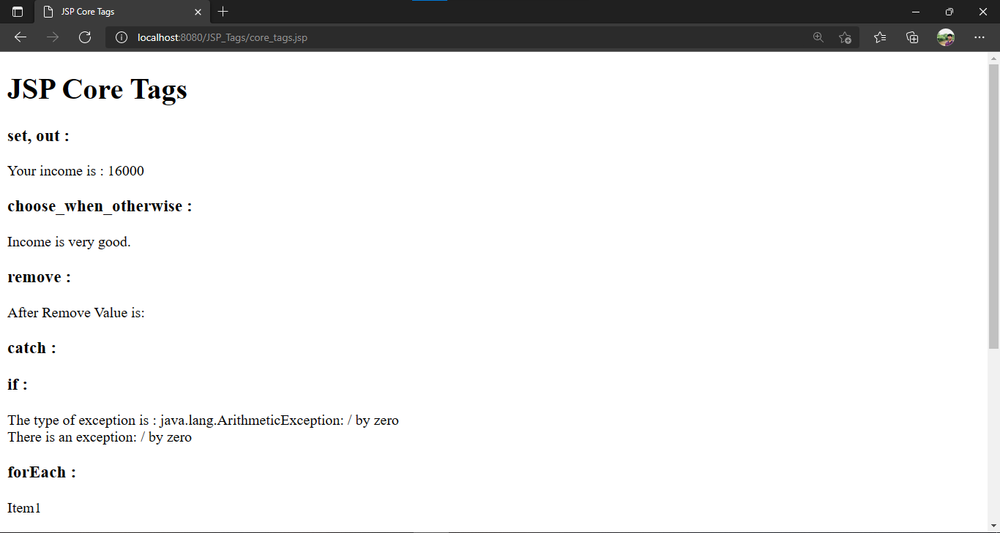 JSP Core Tags
localhost:8080/JSP_Tags/core_tags.jsp
JSP Core Tags
set, out :
Your income is : 16000
choose_when_otherwise :
Income is very good.
remove :
After Remove Value is:
catch :
if :
The type of exception is : java.lang.ArithmeticException: / by zero
There is an exception: / by zero
forEach :
Item1